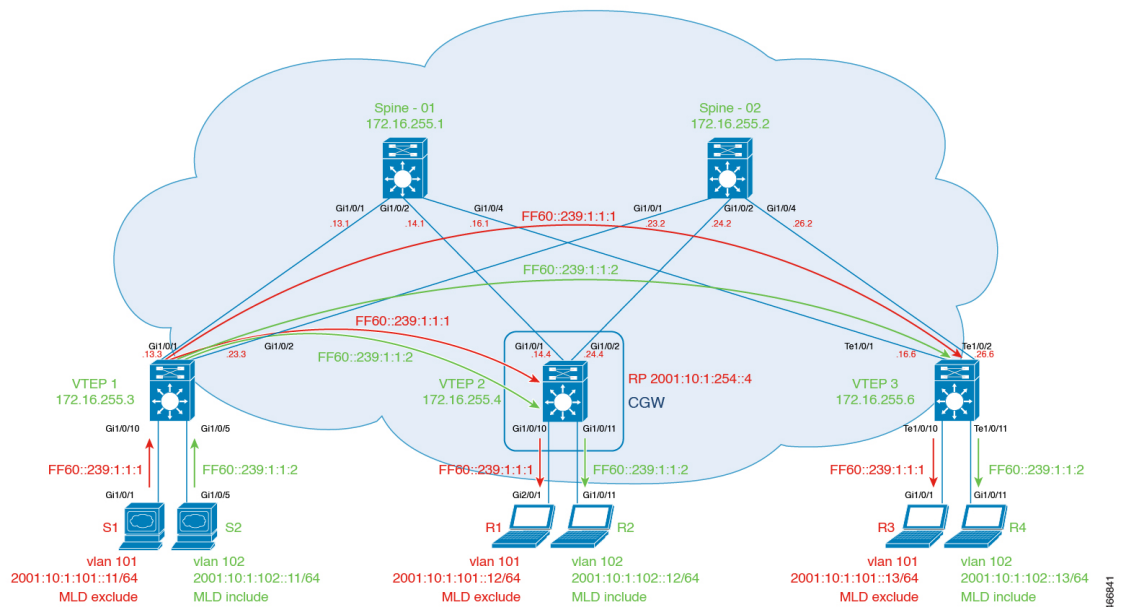 Spine - 01
172.16.255.1
Spine - 02
172.16.255.2
Gi1/0/1
Gi1/0/2
Gi1/0/4
.13.1
.14.1
.16.1
Gi1/0/1
Gi1/0/2
Gi1/0/4
.23.2
.24.2
.26.2
FF60::239:1:1:1
FF60::239:1:1:2
FF60::239:1:1:1
FF60::239:1:1:2
Gi1/0/1
.13.3
.23.3
Gi1/0/2
Gi1/0/1
.14.4
Gi1/0/2
.24.4
Te1/0/1
.16.6
Te1/0/2
.26.6
VTEP 1
172.16.255.3
VTEP 2
172.16.255.4
RP 2001:10:1:254::4
CGW
VTEP 3
172.16.255.6
Gi1/0/10
Gi1/0/5
Gi1/0/10
Gi1/0/11
Te1/0/10
Te1/0/11
FF60::239:1:1:1
FF60::239:1:1:2
FF60::239:1:1:1
FF60::239:1:1:2
FF60::239:1:1:1
FF60::239:1:1:2
Gi1/0/1
Gi1/0/5
Gi2/0/1
Gi1/0/11
Gi1/0/1
Gi1/0/11
S1
S2
R1
R2
R3
R4
vlan 101
2001:10:1:101::11/64
MLD exclude
vlan 102
2001:10:1:102::11/64
MLD include
vlan 101
2001:10:1:101::12/64
MLD exclude
vlan 102
2001:10:1:102::12/64
MLD include
vlan 101
2001:10:1:101::13/64
MLD exclude
vlan 102
2001:10:1:102::13/64
MLD include
466841